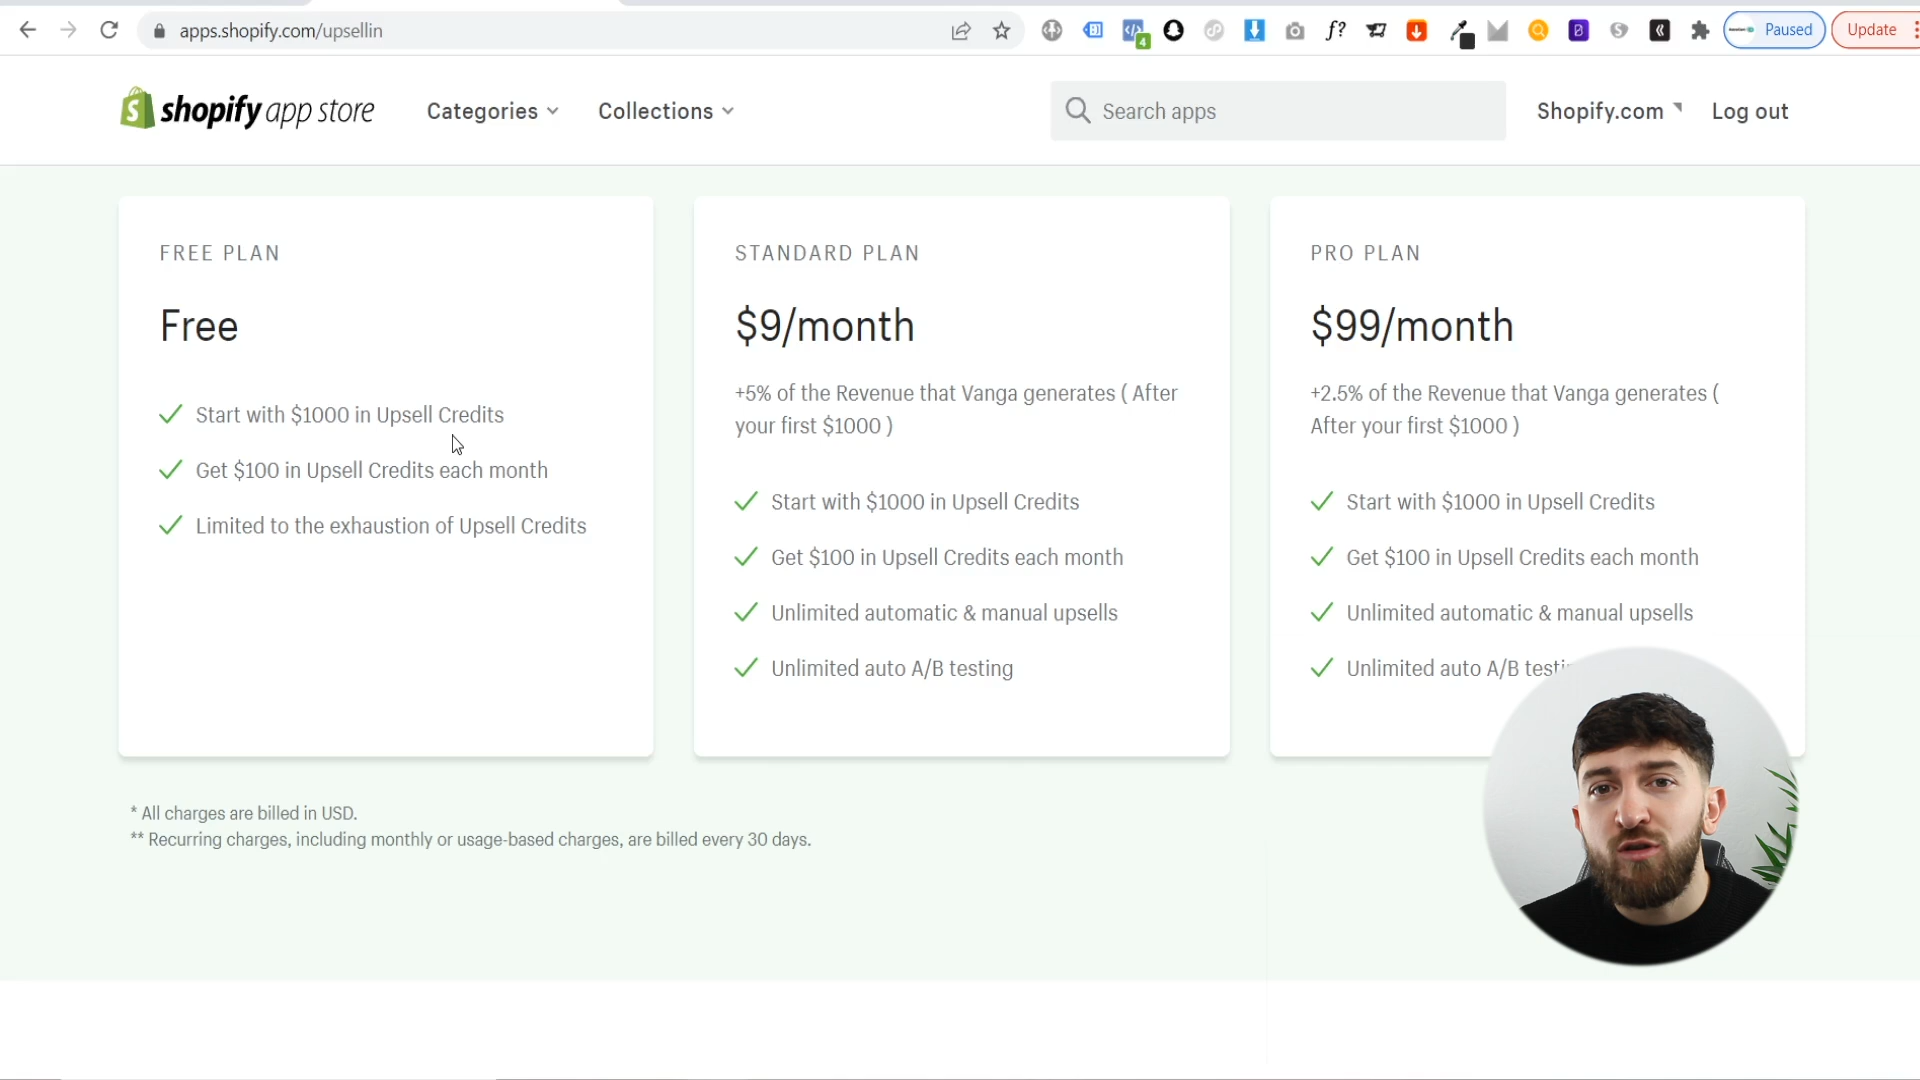 apps.shopify.com/upsellin
4
f?
Paused
Update
shopify app store
Categories
Collections
Search apps
Shopify.com
Log out
FREE PLAN
Free
Start with $1000 in Upsell Credits
Get $100 in Upsell Credits each month
Limited to the exhaustion of Upsell Credits
STANDARD PLAN
$9/month
+5% of the Revenue that Vanga generates ( After
your first $1000 )
Start with $1000 in Upsell Credits
Get $100 in Upsell Credits each month
Unlimited automatic & manual upsells
Unlimited auto A/B testing
PRO PLAN
$99/month
+2.5% of the Revenue that Vanga generates (
After your first $1000 )
Start with $1000 in Upsell Credits
Get $100 in Upsell Credits each month
Unlimited automatic & manual upsells
Unlimited auto A/B testi
* All charges are billed in USD.
** Recurring charges, including monthly or usage-based charges, are billed every 30 days.